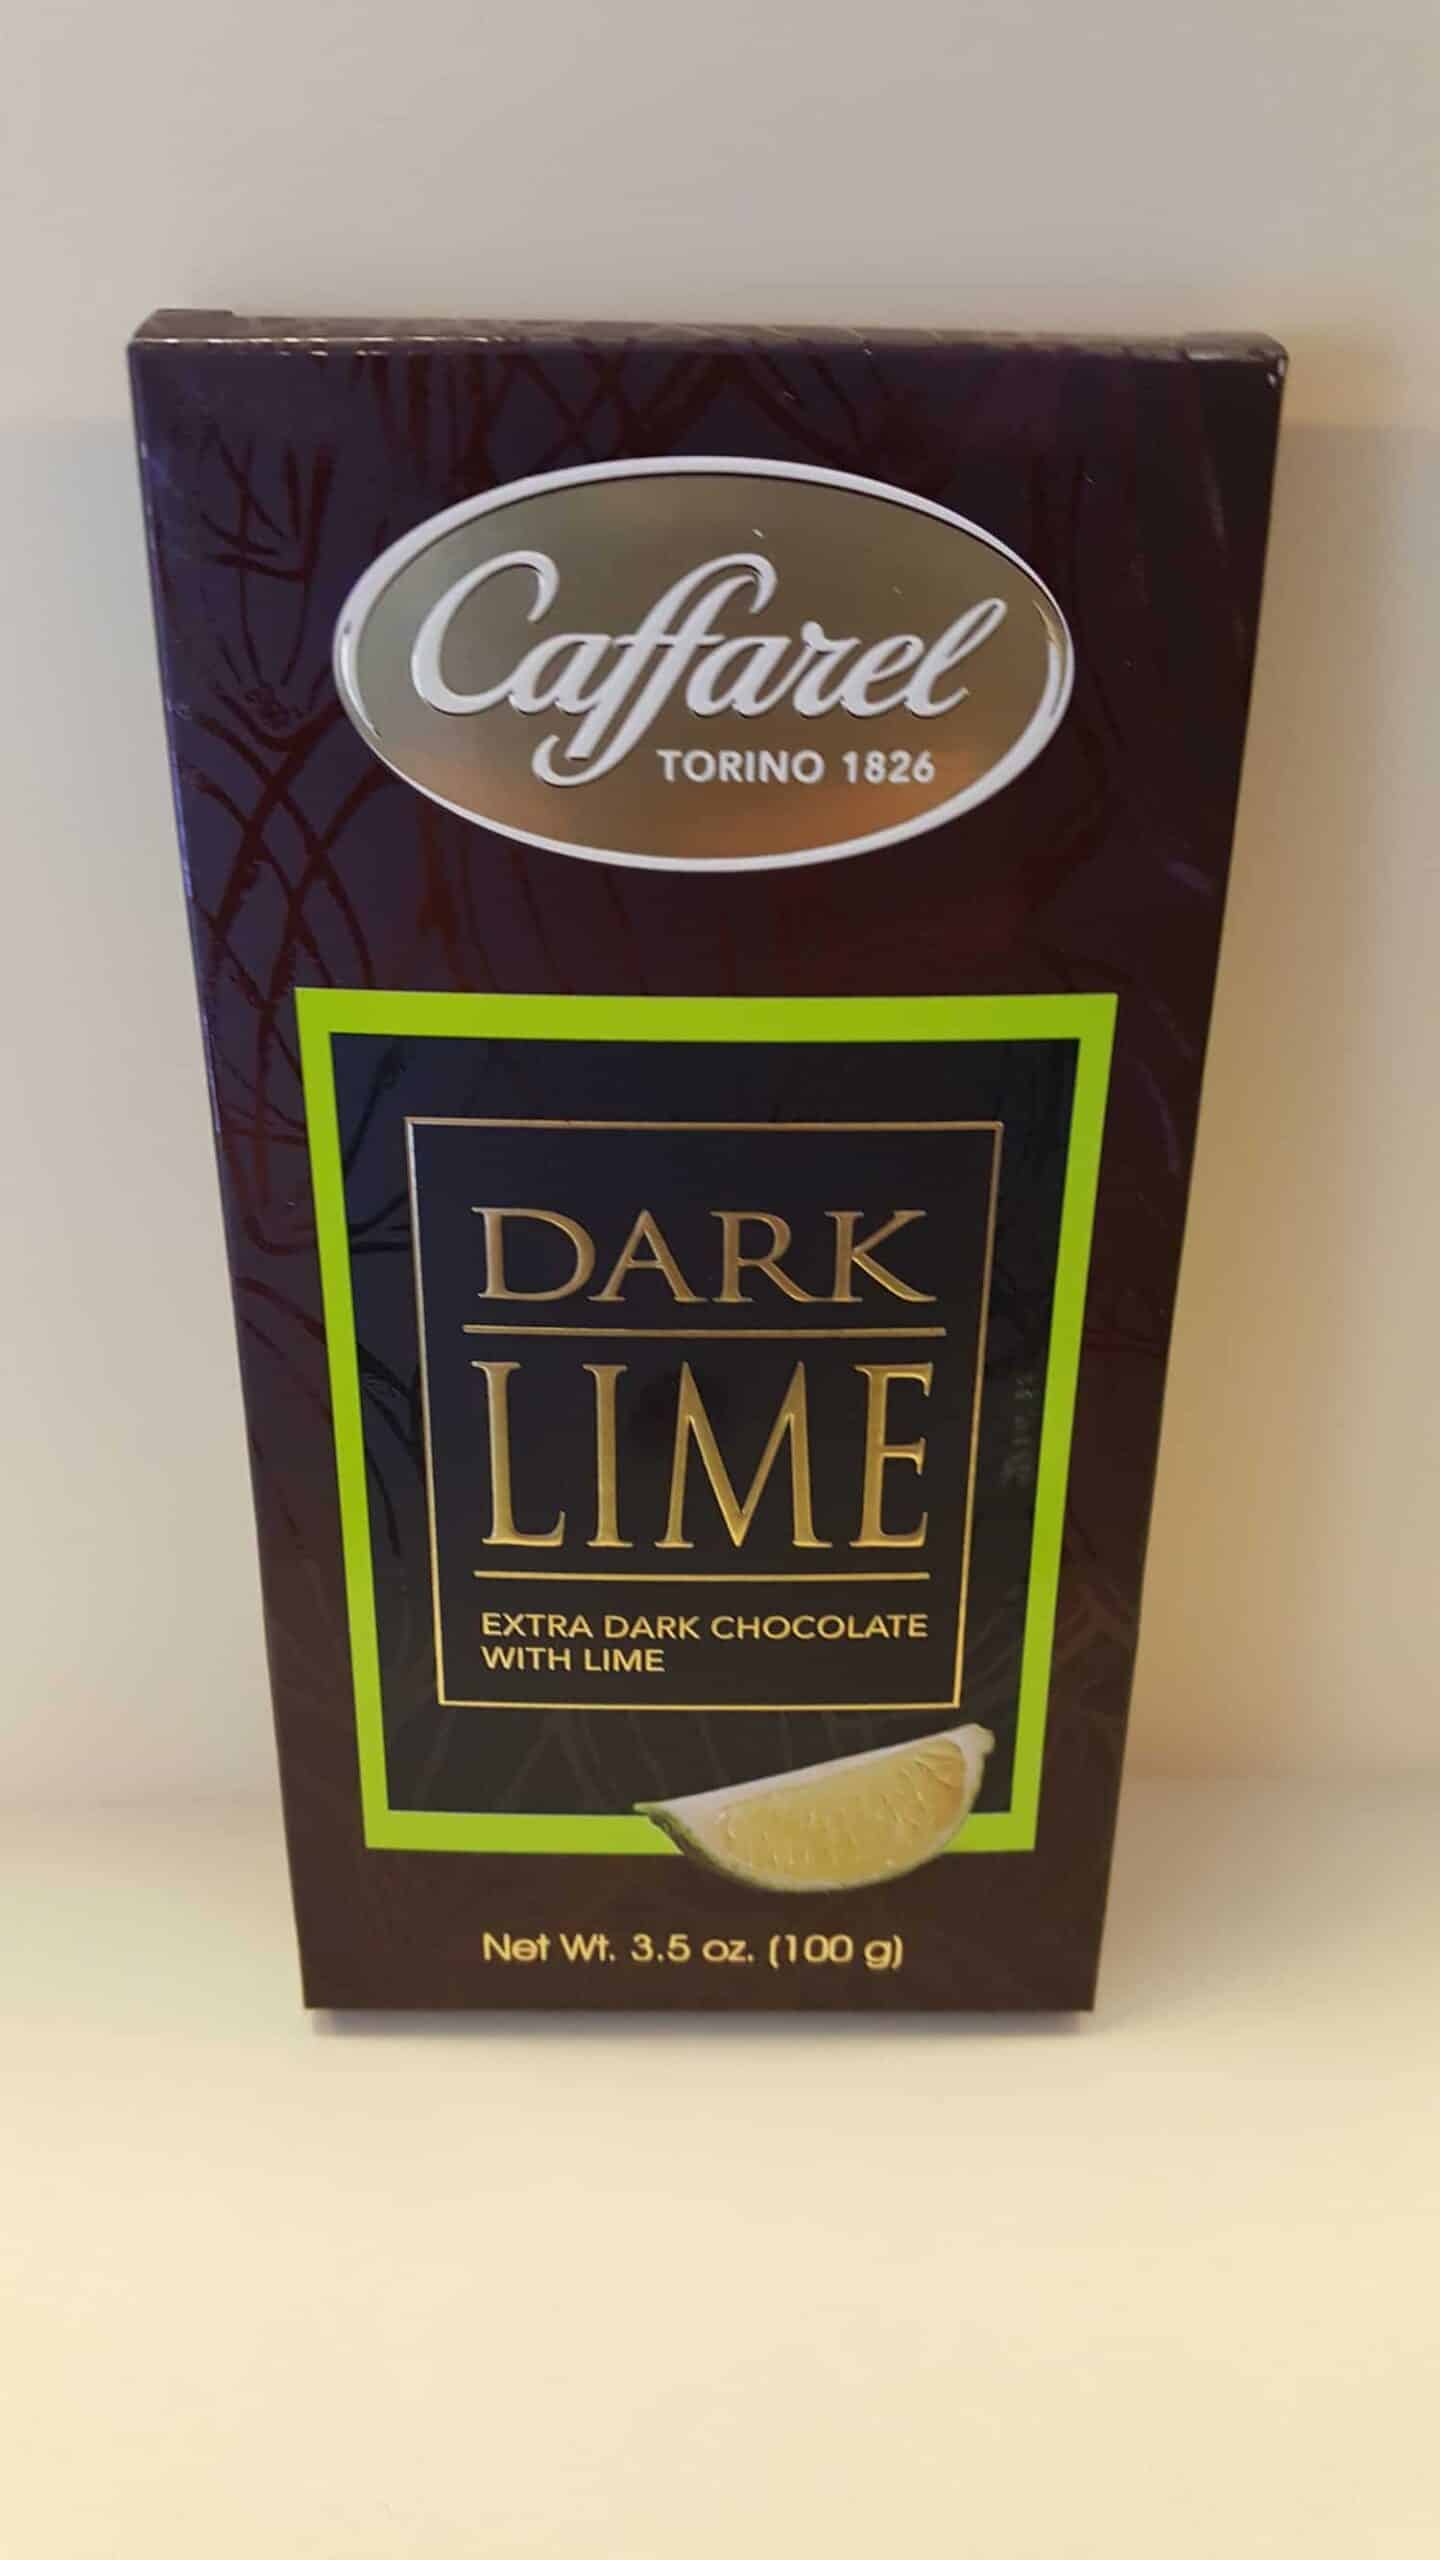 Caffarel
TORINO 1826
DARK
LIME
EXTRA DARK CHOCOLATE
WITH LIME
Net Wt. 3.5 oz. (100 g)